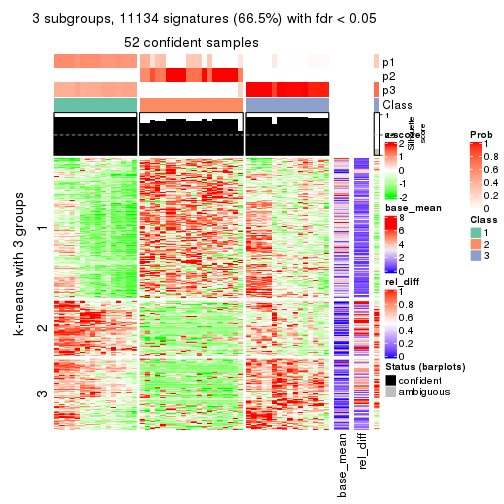 3 subgroups, 11134 signatures (66.5%) with fdr < 0.05
52 confident samples
p1
p2
p3
Class
1
0
Silhouette
score
k-means with 3 groups
1
2
3
base_mean
rel_diff
z-score
2
1
0
-1
-2
base_mean
8
6
4
2
0
rel_diff
1
0.8
0.6
0.4
0.2
0
Status (barplots)
confident
ambiguous
Prob
1
0.8
0.6
0.4
0.2
0
Class
1
2
3